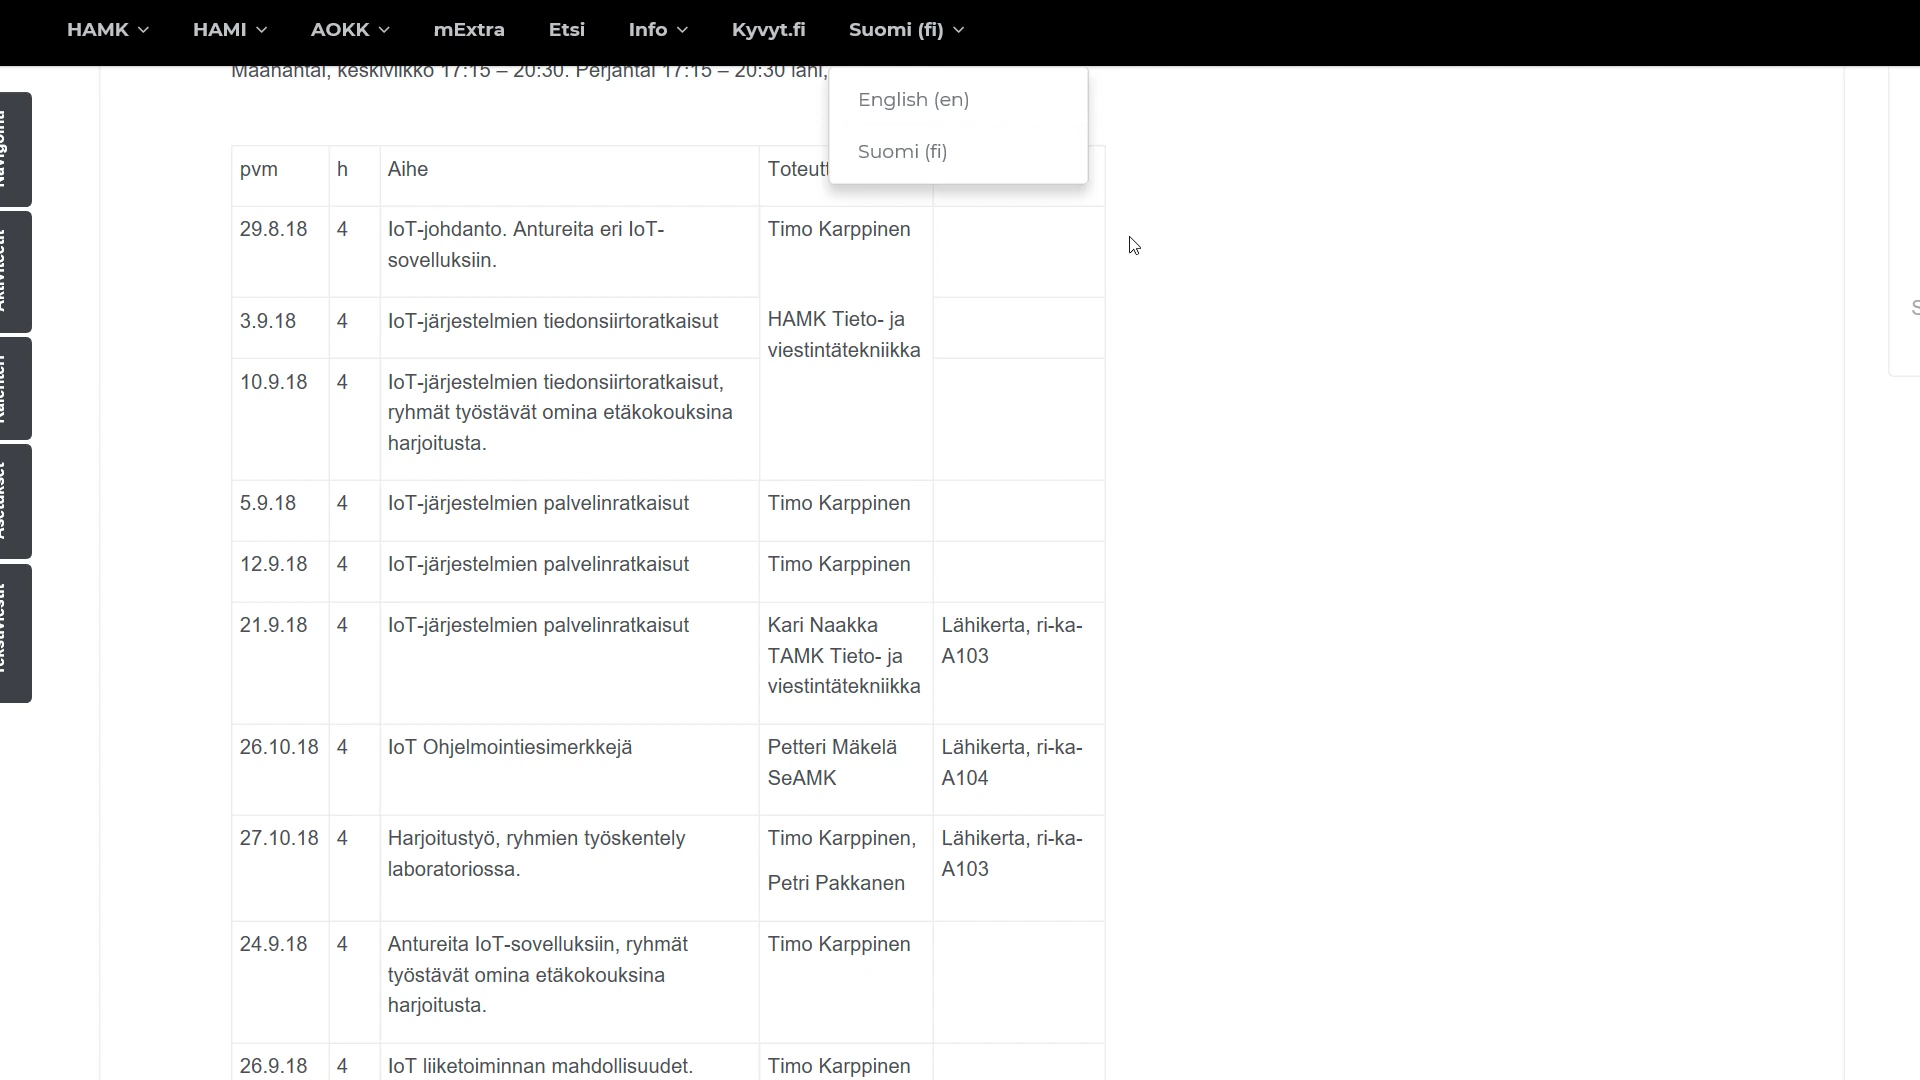 HAMK HAMI AOKK mExtra Etsi Info Kyvyt.fi Suomi (fi)
Maanantai, keskiviikko 17:15 – 20:30. Perjantai 17:15 – 20:30 lähi,
English (en)
Suomi (fi)
pvm h Aihe
29.8.18 4 IoT-johdanto. Antureita eri IoT- Timo Karppinen
sovelluksiin.
3.9.18 4 IoT-järjestelmien tiedonsiirtoratkaisut HAMK Tieto- ja
viestintätekniikka
10.9.18 4 IoT-järjestelmien tiedonsiirtoratkaisut,
ryhmät työstävät omina etäkokouksina
harjoitusta.
5.9.18 4 IoT-järjestelmien palvelinratkaisut Timo Karppinen
12.9.18 4 IoT-järjestelmien palvelinratkaisut Timo Karppinen
21.9.18 4 IoT-järjestelmien palvelinratkaisut Kari Naakka Lähikerta, ri-ka-
TAMK Tieto- ja A103
viestintätekniikka
26.10.18 4 IoT Ohjelmointiesimerkkejä Petteri Mäkelä Lähikerta, ri-ka-
SeAMK A104
27.10.18 4 Harjoitustyö, ryhmien työskentely Timo Karppinen, Lähikerta, ri-ka-
laboratoriossa. Petri Pakkanen A103
24.9.18 4 Antureita IoT-sovelluksiin, ryhmät Timo Karppinen
työstävät omina etäkokouksina
harjoitusta.
26.9.18 4 IoT liiketoiminnan mahdollisuudet. Timo Karppinen